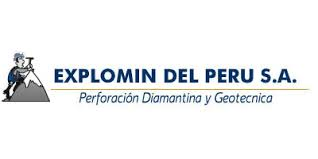 EXPLOMIN DEL PERU S.A.
Perforación Diamantina y Geotecnica